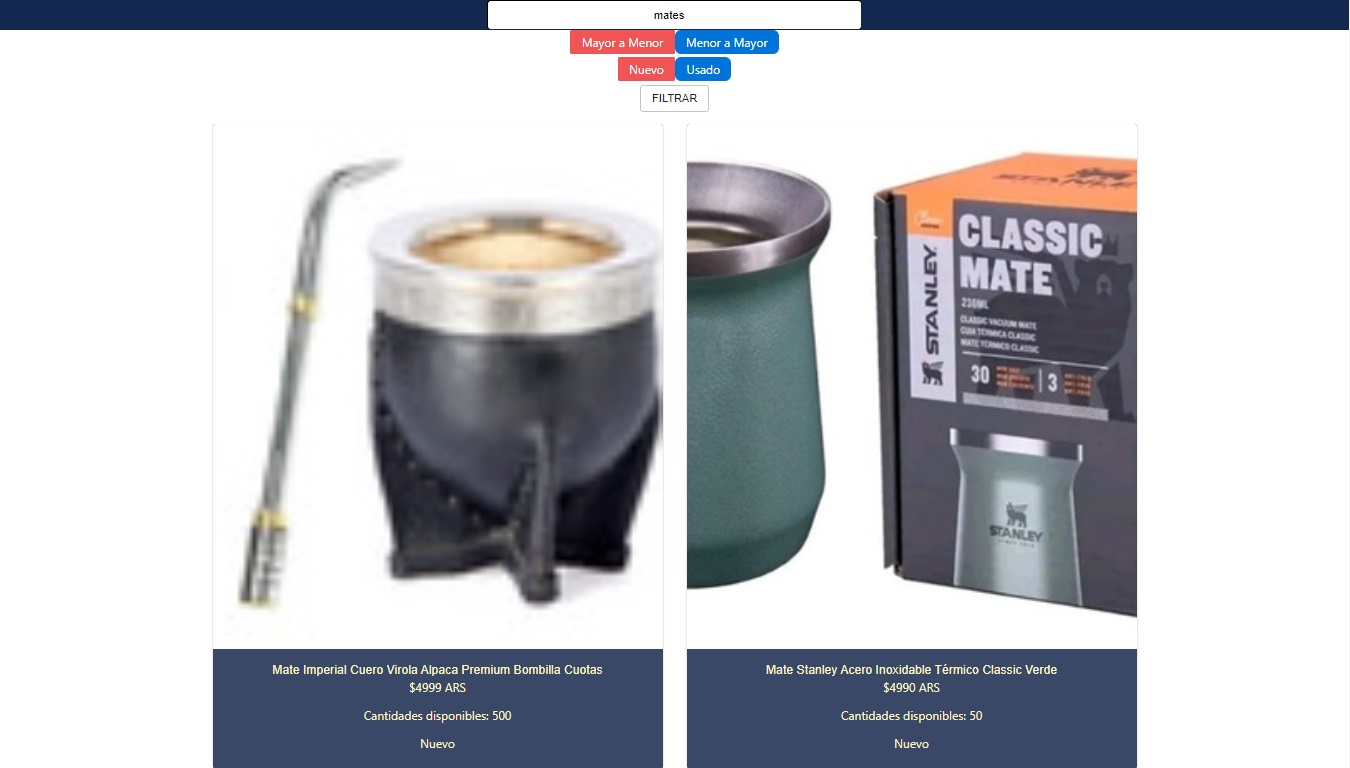 mates
Mayor a Menor Menor a Mayor
Nuevo Usado
FILTRAR
STANLEY
Classic
CLASSIC
MATE
236ML
CLASSIC VACUUM MATE
CUIA TÉRMICA CLASSIC
MATE TÉRMICO CLASSIC
STANLEY
30
3
STANLEY
Mate Imperial Cuero Virola Alpaca Premium Bombilla Cuotas
$4999 ARS
Cantidades disponibles: 500
Nuevo
Mate Stanley Acero Inoxidable Térmico Classic Verde
$4990 ARS
Cantidades disponibles: 50
Nuevo